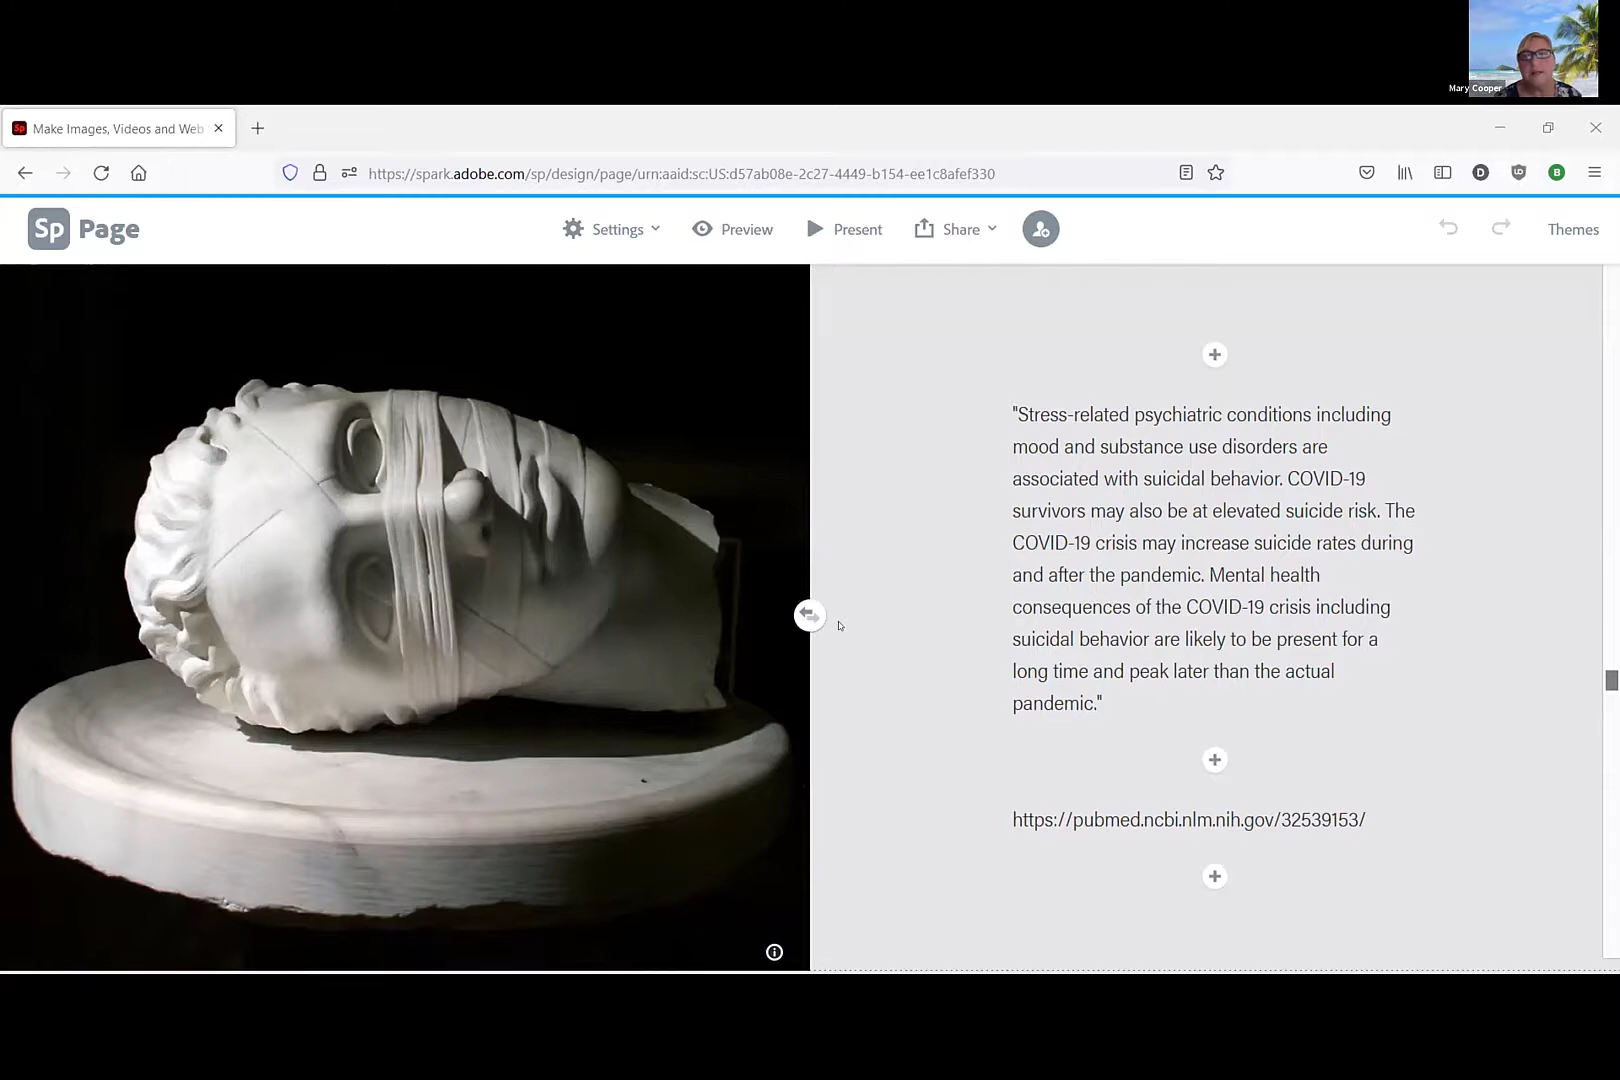 Mary Cooper
Sp Make Images, Videos and Web
https://spark.adobe.com/sp/design/page/urn:aaid:sc:US:d57ab08e-2c27-4449-b154-ee1c8afef330
D
UD
B
Sp Page
Settings
Preview
Present
Share
Themes
"Stress-related psychiatric conditions including
mood and substance use disorders are
associated with suicidal behavior. COVID-19
survivors may also be at elevated suicide risk. The
COVID-19 crisis may increase suicide rates during
and after the pandemic. Mental health
consequences of the COVID-19 crisis including
suicidal behavior are likely to be present for a
long time and peak later than the actual
pandemic."
https://pubmed.ncbi.nlm.nih.gov/32539153/